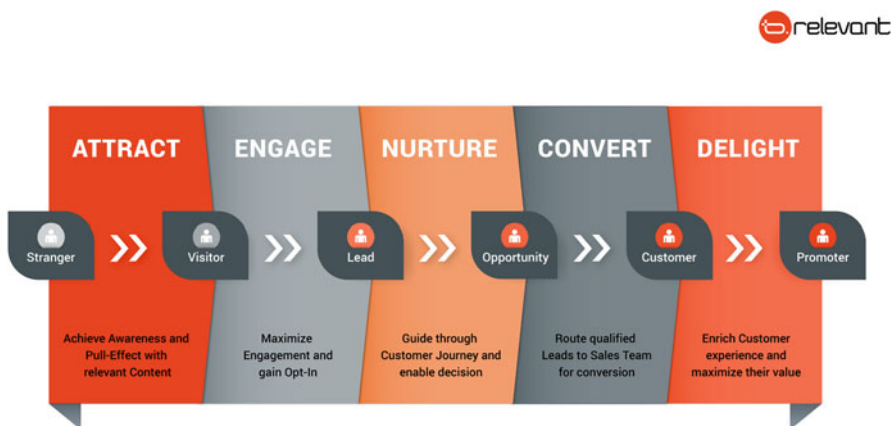 b.relevant
ATTRACT
ENGAGE
NURTURE
CONVERT
DELIGHT
Stranger
Visitor
Lead
Opportunity
Customer
Promoter
Achieve Awareness and
Pull-Effect with
relevant Content
Maximize
Engagement and
gain Opt-In
Guide through
Customer Journey and
enable decision
Route qualified
Leads to Sales Team
for conversion
Enrich Customer
experience and
maximize their value